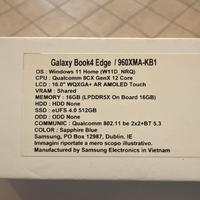 Galaxy Book4 Edge / 960XMA-KB1
OS : Windows 11 Home (W11D_NRQ)
CPU : Qualcomm 8CX GenX 12 Core
LCD : 16.0" WQXGA+ AR AMOLED Touch
VRAM : Shared
MEMORY : 16GB (LPDDR5X On Board 16GB)
HDD : HDD None
SSD : eUFS 4.0 512GB
ODD : ODD None
COMMUNIC : Qualcomm 802.11 be 2x2+BT 5.3
COLOR : Sapphire Blue
Samsung, PO Box 12987, Dublin. IE
Immagini riportate a mero scopo illustrativo.
Manufactured by Samsung Electronics in Vietnam